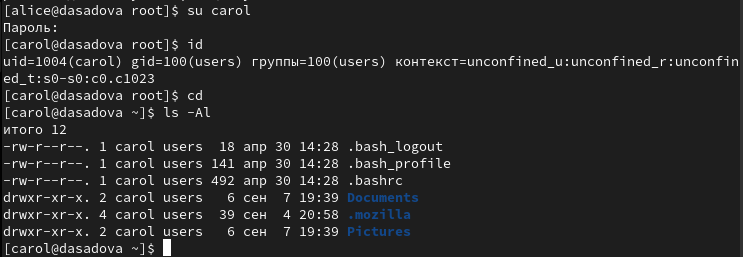 [alice@dasadova root]$ su carol
Пароль:
[carol@dasadova root]$ id
uid=1004(carol) gid=100(users) группы=100(users) контекст=unconfined_u:unconfined_r:unconfin
ed_t:s0-s0:c0.c1023
[carol@dasadova root]$ cd
[carol@dasadova ~]$ ls -Al
итого 12
-rw-r--r--. 1 carol users  18 апр 30 14:28 .bash_logout
-rw-r--r--. 1 carol users 141 апр 30 14:28 .bash_profile
-rw-r--r--. 1 carol users 492 апр 30 14:28 .bashrc
drwxr-xr-x. 2 carol users   6 сен  7 19:39 Documents
drwxr-xr-x. 4 carol users  39 сен  4 20:58 .mozilla
drwxr-xr-x. 2 carol users   6 сен  7 19:39 Pictures
[carol@dasadova ~]$